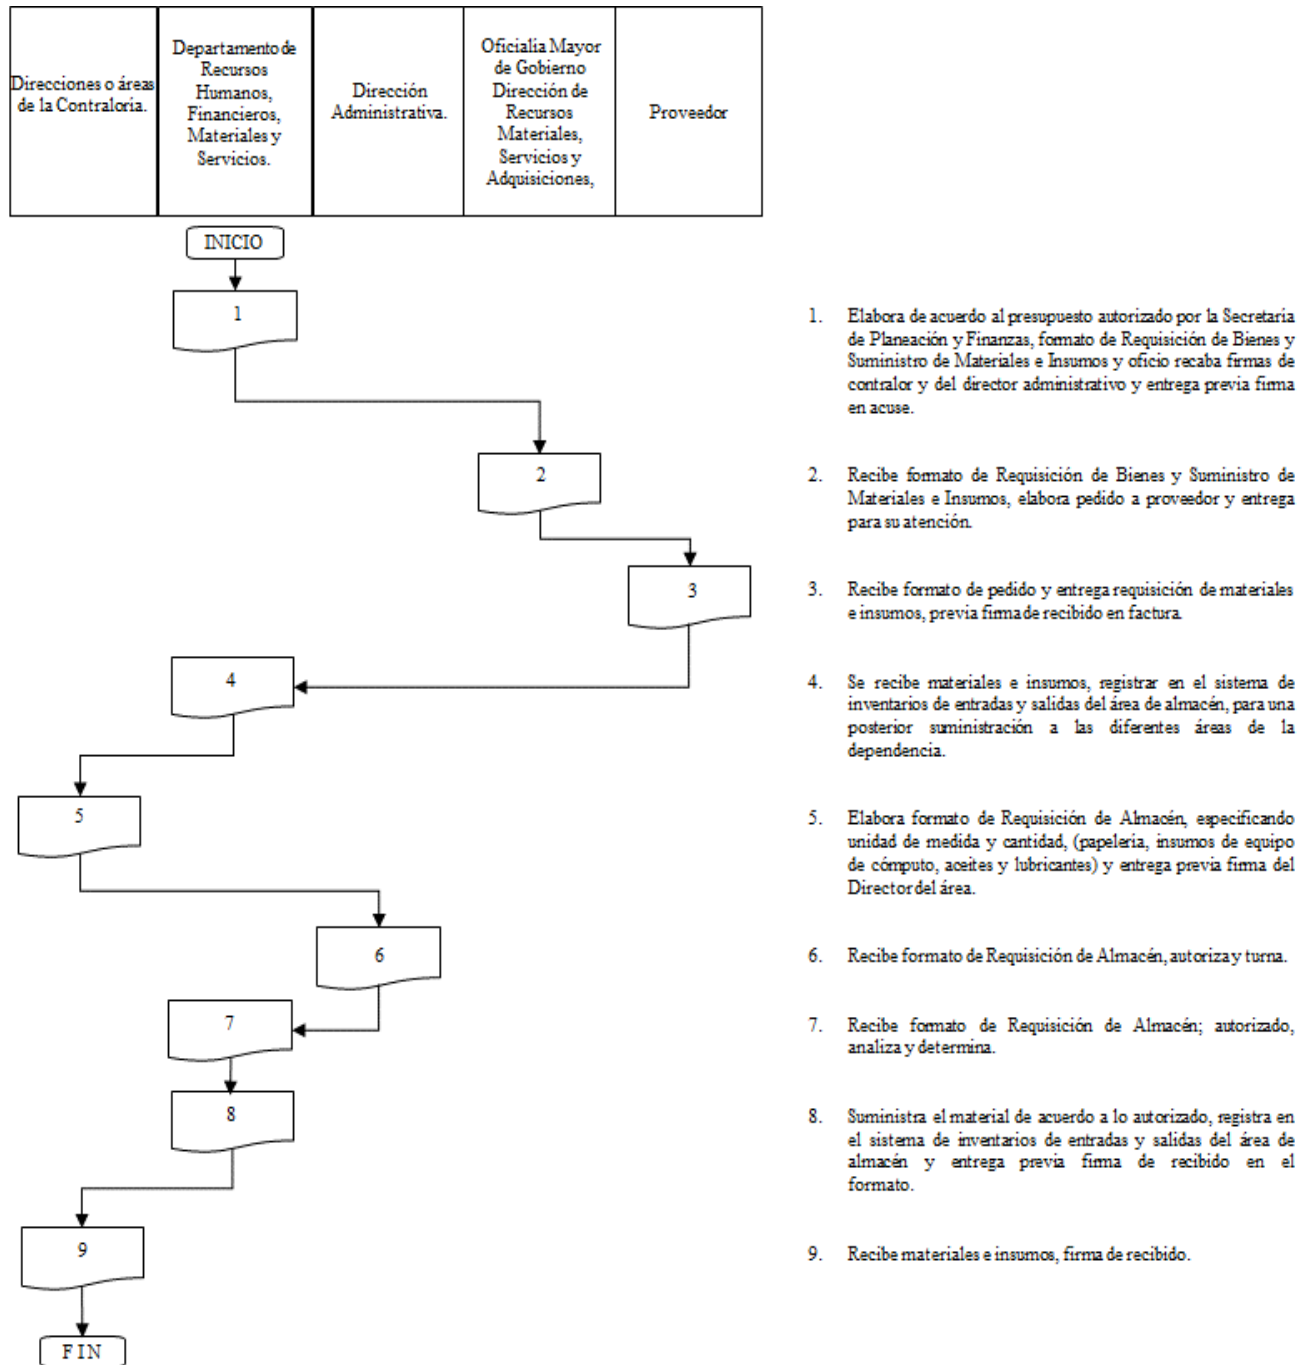 Direcciones o áreas
de la Contraloria.
Departamento de
Recursos
Humanos,
Financieros,
Materiales y
Servicios.
Dirección
Administrativa.
Oficialia Mayor
de Gobierno
Dirección de
Recursos
Materiales,
Servicios y
Adquisiciones,
Proveedor
INICIO
1
1. Elabora de acuerdo al presupuesto autorizado por la Secretaria
de Planeación y Finanzas, formato de Requisición de Bienes y
Suministro de Materiales e Insumos y oficio recaba firmas de
contralor y del director administrativo y entrega previa firma
en acuse.
2
2. Recibe formato de Requisición de Bienes y Suministro de
Materiales e Insumos, elabora pedido a proveedor y entrega
para su atención.
3
3. Recibe formato de pedido y entrega requisición de materiales
e insumos, previa firma de recibido en factura.
4
4. Se recibe materiales e insumos, registrar en el sistema de
inventarios de entradas y salidas del área de almacén, para una
posterior suministración a las diferentes áreas de la
dependencia.
5
5. Elabora formato de Requisición de Almacén, especificando
unidad de medida y cantidad, (papelería, insumos de equipo
de cómputo, aceites y lubricantes) y entrega previa firma del
Director del área.
6
6. Recibe formato de Requisición de Almacén, autoriza y turna.
7
7. Recibe formato de Requisición de Almacén; autorizado,
analiza y determina.
8
8. Suministra el material de acuerdo a lo autorizado, registra en
el sistema de inventarios de entradas y salidas del área de
almacén y entrega previa firma de recibido en el
formato.
9
9. Recibe materiales e insumos, firma de recibido.
F I N